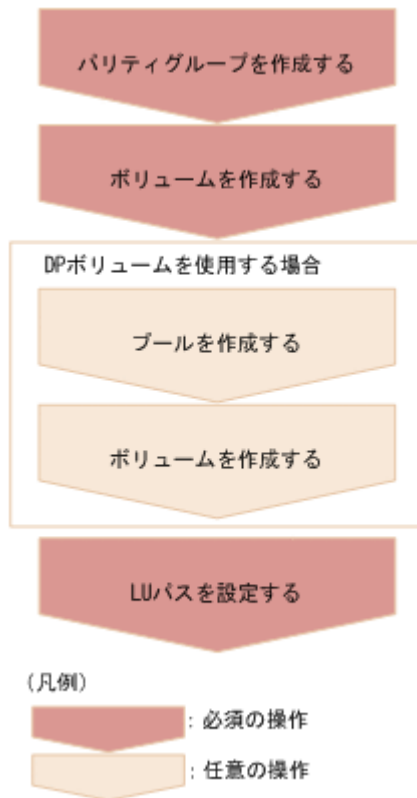 パリティグループを作成する
ボリュームを作成する
DPボリュームを使用する場合
プールを作成する
ボリュームを作成する
LUパスを設定する
(凡例)
: 必須の操作
: 任意の操作